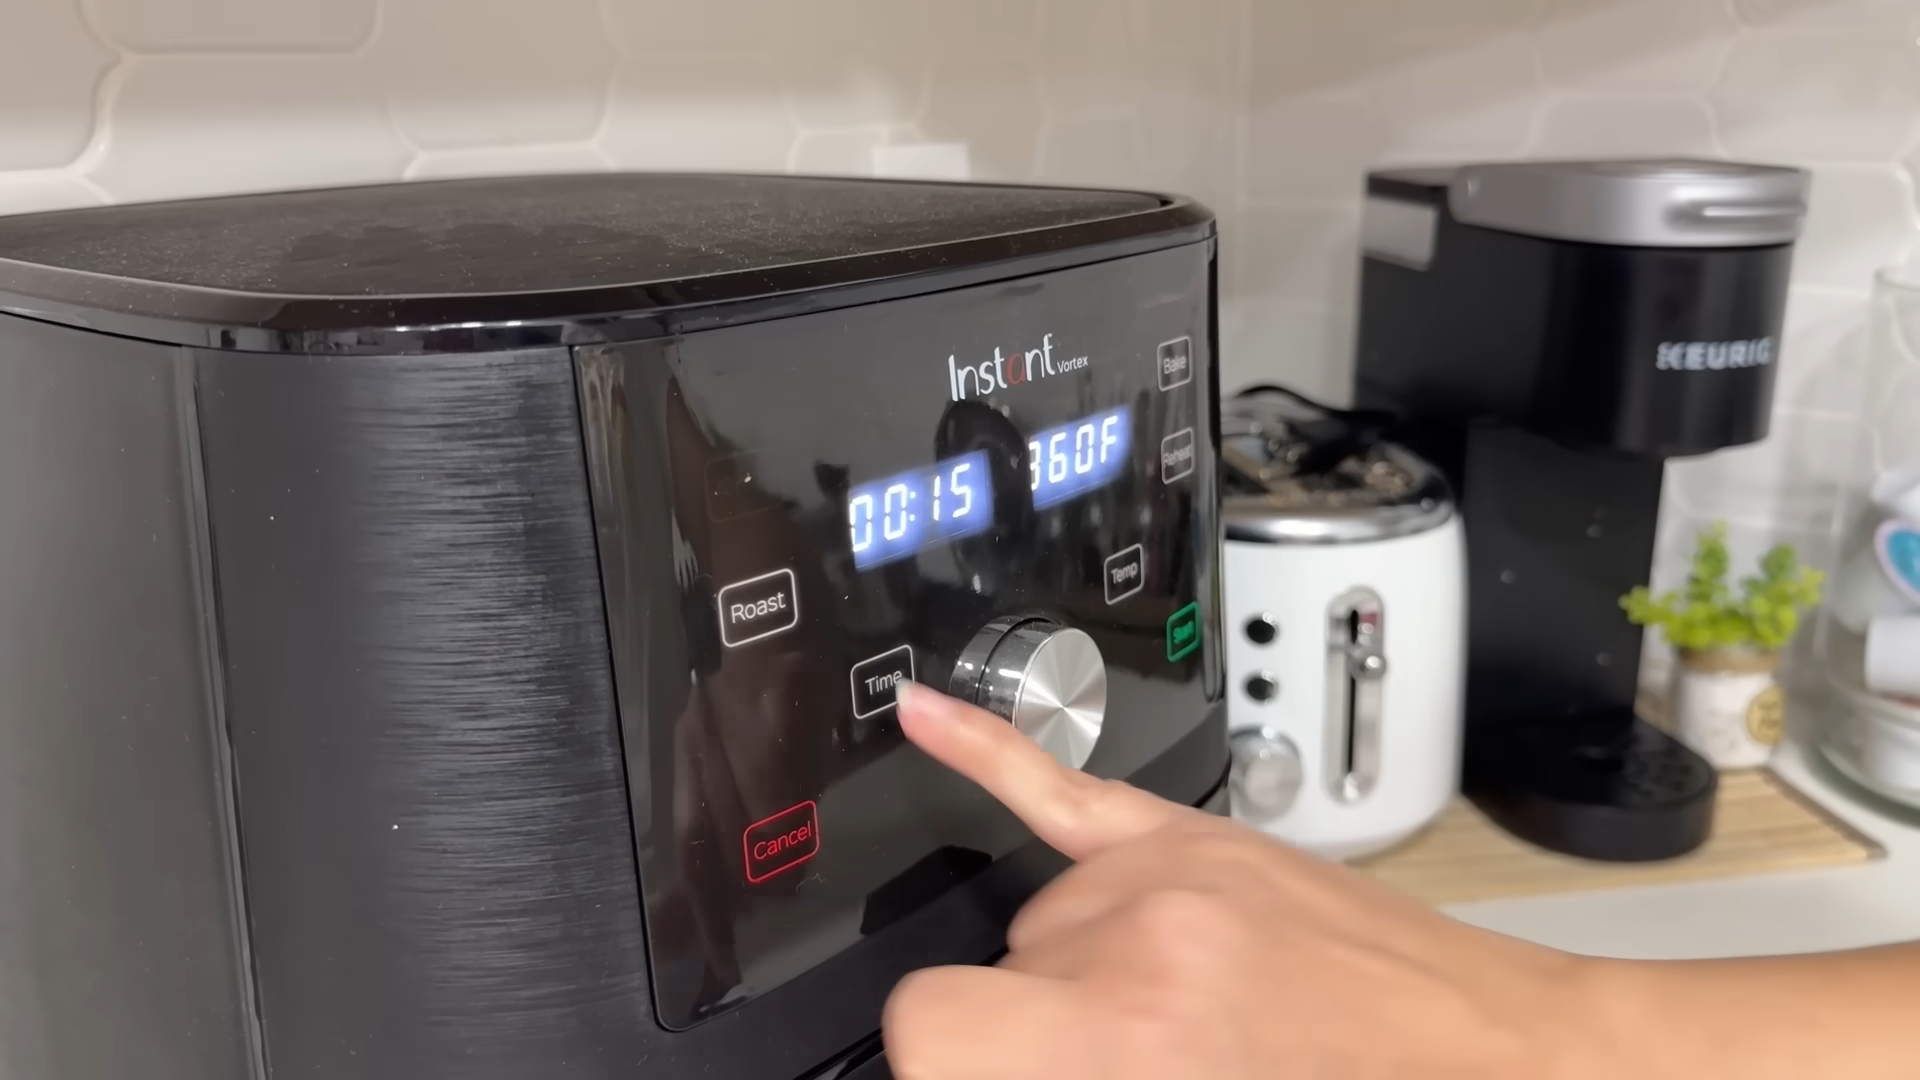 Instant Vortex
Bake
00:15
360F
Reheat
Roast
Temp
Time
Start
Cancel
KEURIG